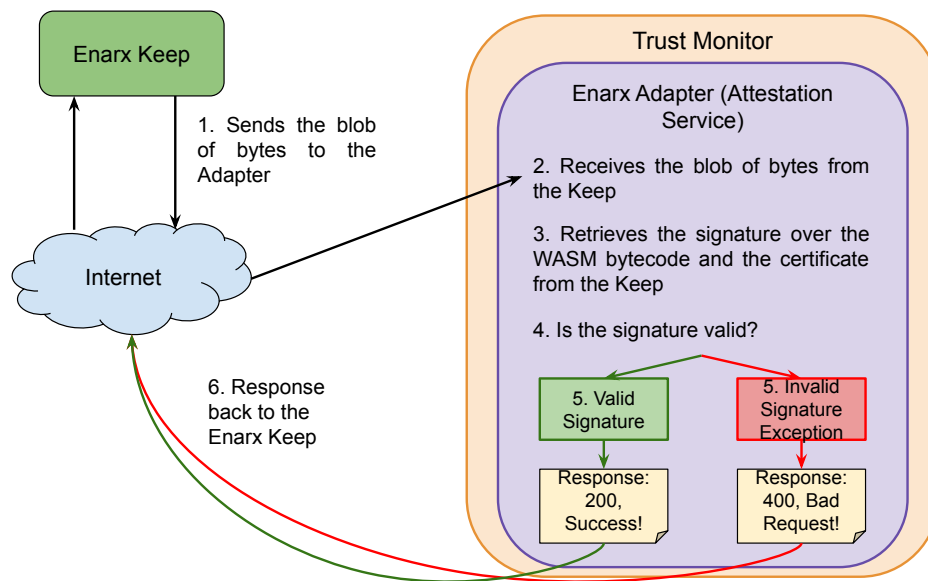 Enarx Keep
1. Sends the blob
of bytes to the
Adapter
Internet
6. Response
back to the
Enarx Keep
Trust Monitor
Enarx Adapter (Attestation
Service)
2. Receives the blob of bytes from
the Keep
3. Retrieves the signature over the
WASM bytecode and the certificate
from the Keep
4. Is the signature valid?
5. Valid
Signature
5. Invalid
Signature
Exception
Response:
200,
Success!
Response:
400, Bad
Request!